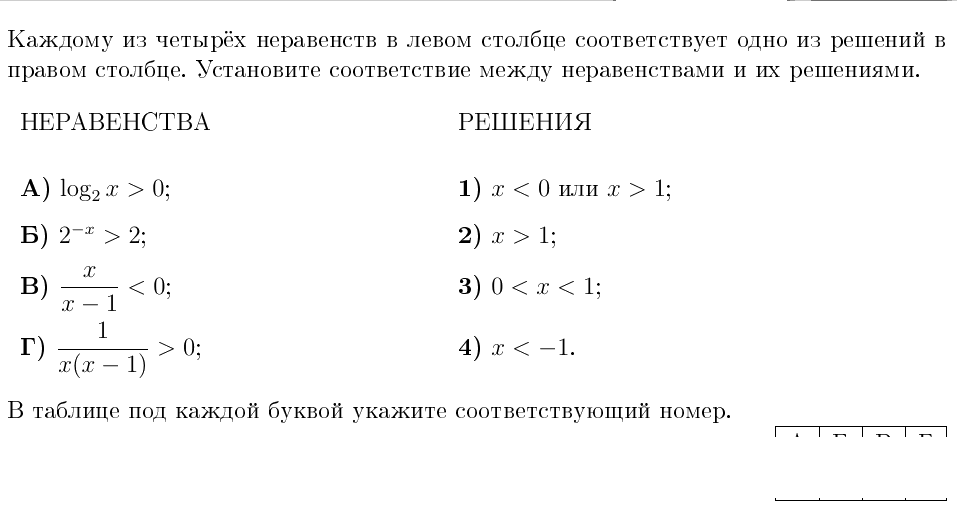 Каждому из четырёх неравенств в левом столбце соответствует одно из решений в
правом столбце. Установите соответствие между неравенствами и их решениями.
НЕРАВЕНСТВА РЕШЕНИЯ
А) log₂ x > 0; 1) x < 0 или x > 1;
Б) 2⁻ˣ > 2; 2) x > 1;
В) x/(x − 1) < 0; 3) 0 < x < 1;
Г) 1/(x(x − 1)) > 0; 4) x < −1.
В таблице под каждой буквой укажите соответствующий номер.